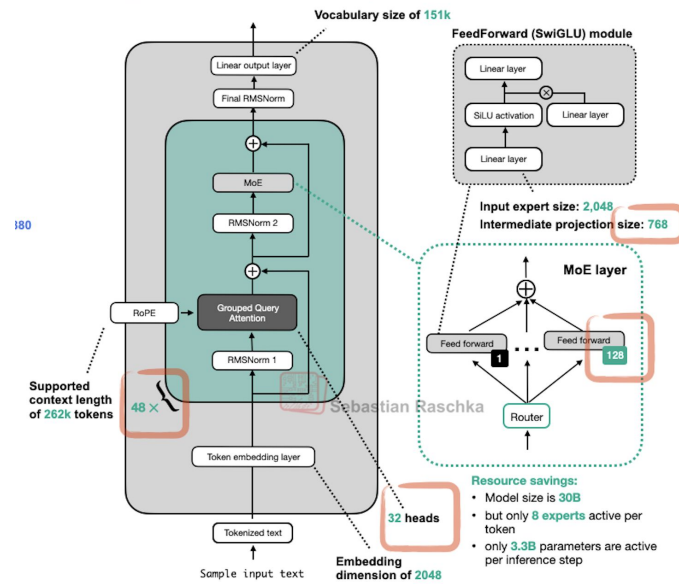 Vocabulary size of 151k
FeedForward (SwiGLU) module
Linear output layer
Final RMSNorm
MoE
RMSNorm 2
Grouped Query
Attention
RoPE
RMSNorm 1
Supported
context length
of 262k tokens
48 ×
Sebastian Raschka
Token embedding layer
Tokenized text
Sample input text
32 heads
Embedding
dimension of 2048
Linear layer
SiLU activation
Linear layer
Linear layer
Input expert size: 2,048
Intermediate projection size: 768
MoE layer
Feed forward
1
...
Feed forward
128
Router
Resource savings:
• Model size is 30B
• but only 8 experts active per
token
• only 3.3B parameters are active
per inference step